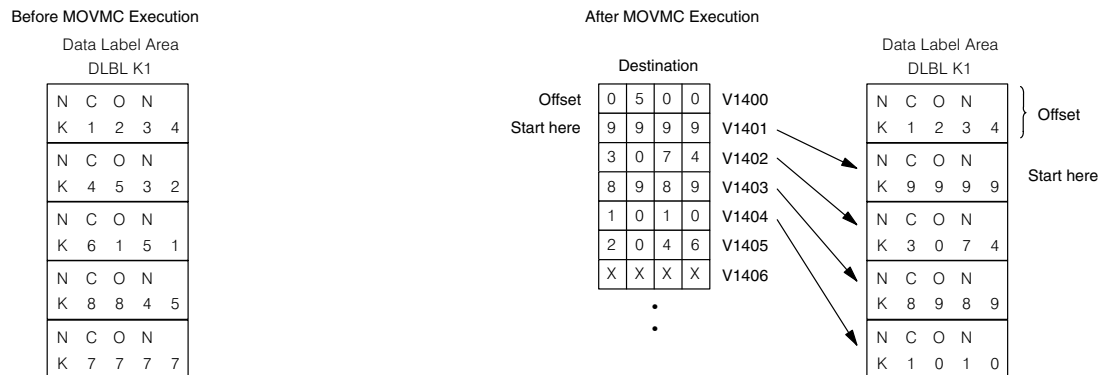 Before MOVMC Execution
Data Label Area
DLBL K1
N C O N
K 1 2 3 4
N C O N
K 4 5 3 2
N C O N
K 6 1 5 1
N C O N
K 8 8 4 5
N C O N
K 7 7 7 7
After MOVMC Execution
Destination
Offset 0 5 0 0 V1400
Start here 9 9 9 9 V1401
3 0 7 4 V1402
8 9 8 9 V1403
1 0 1 0 V1404
2 0 4 6 V1405
X X X X V1406
Data Label Area
DLBL K1
N C O N
K 1 2 3 4
Offset
N C O N
K 9 9 9 9
Start here
N C O N
K 3 0 7 4
N C O N
K 8 9 8 9
N C O N
K 1 0 1 0